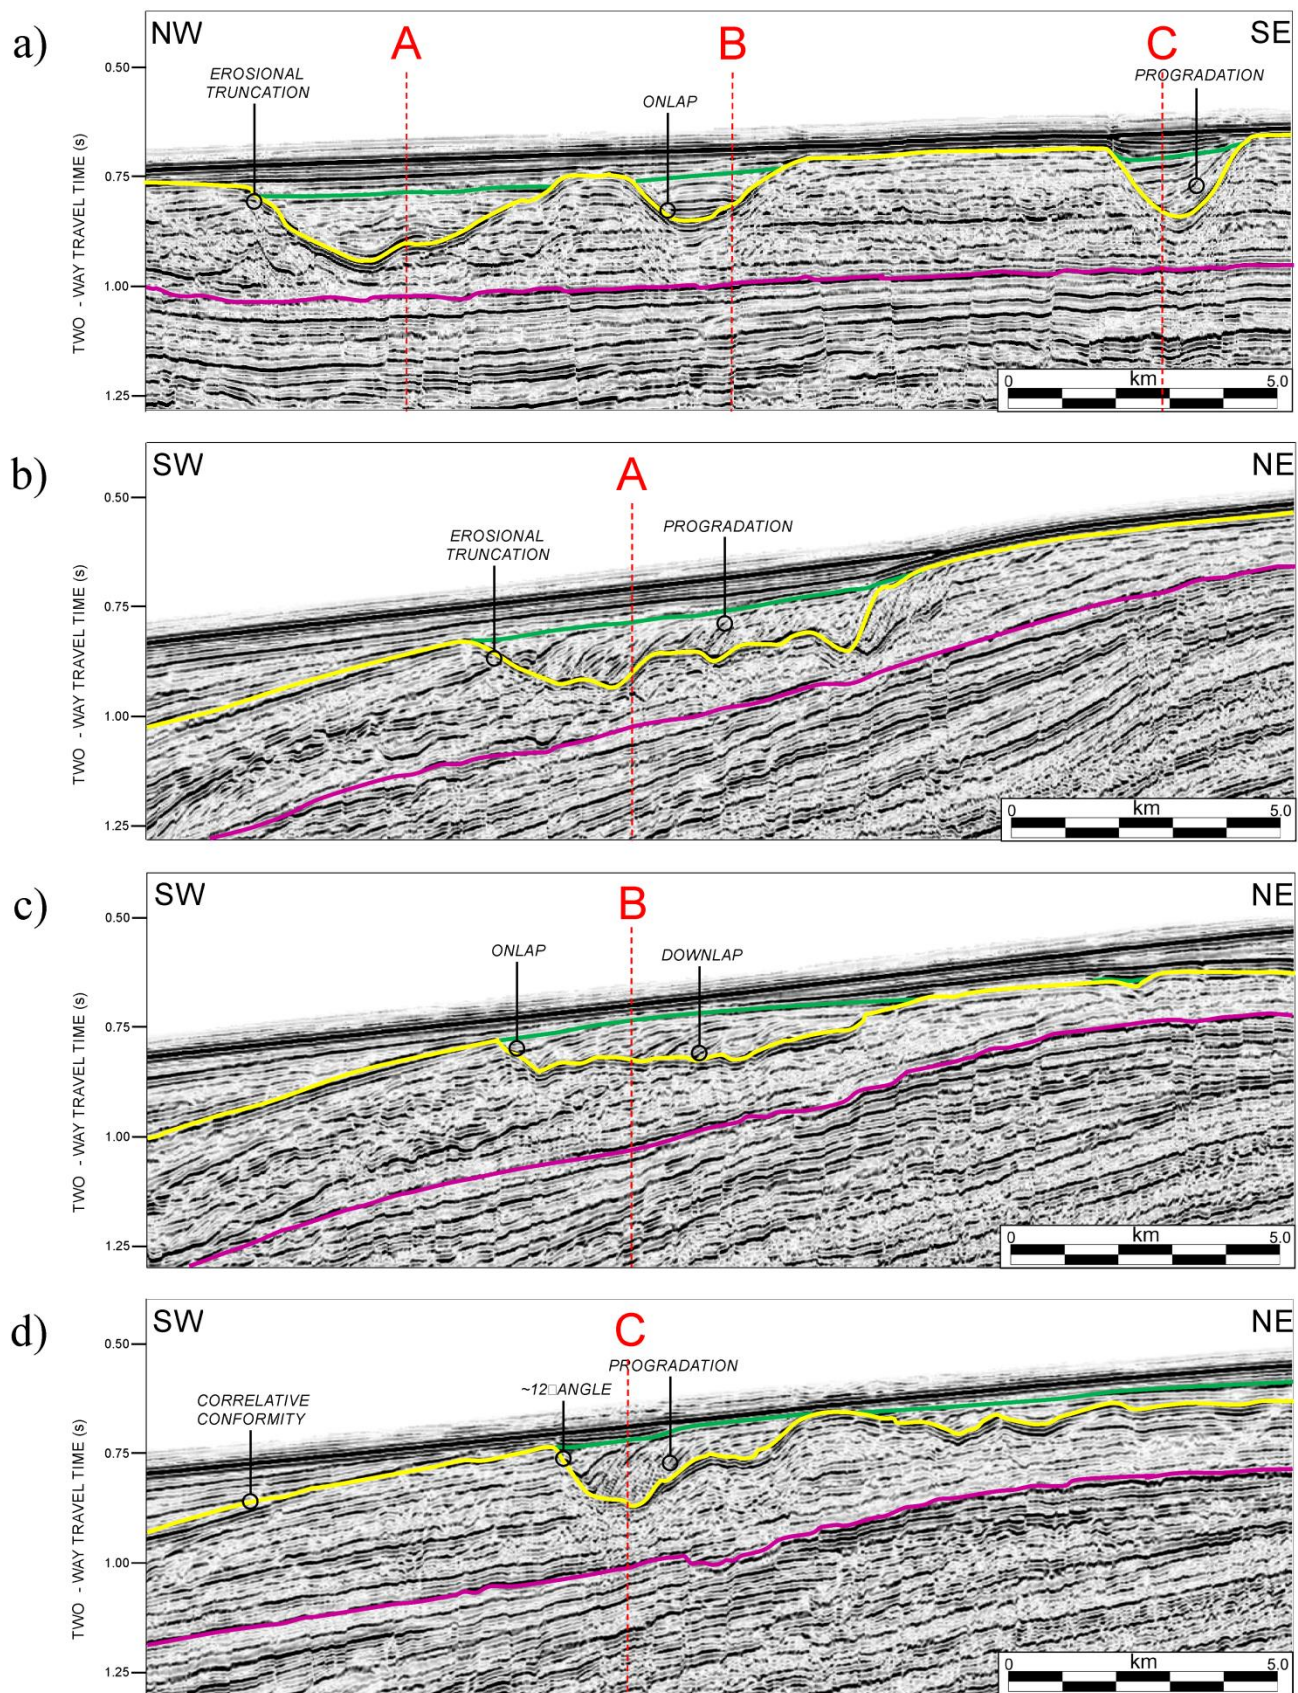 a)
NW
A
B
C
SE
EROSIONAL
TRUNCATION
ONLAP
PROGRADATION
TWO - WAY TRAVEL TIME (s)
0.50
0.75
1.00
1.25
km
0
5.0
b)
SW
A
NE
EROSIONAL
TRUNCATION
PROGRADATION
TWO - WAY TRAVEL TIME (s)
0.50
0.75
1.00
1.25
km
0
5.0
c)
SW
B
NE
ONLAP
DOWNLAP
TWO - WAY TRAVEL TIME (s)
0.50
0.75
1.00
1.25
km
0
5.0
d)
SW
C
NE
CORRELATIVE
CONFORMITY
~12□ANGLE
PROGRADATION
TWO - WAY TRAVEL TIME (s)
0.50
0.75
1.00
1.25
km
0
5.0